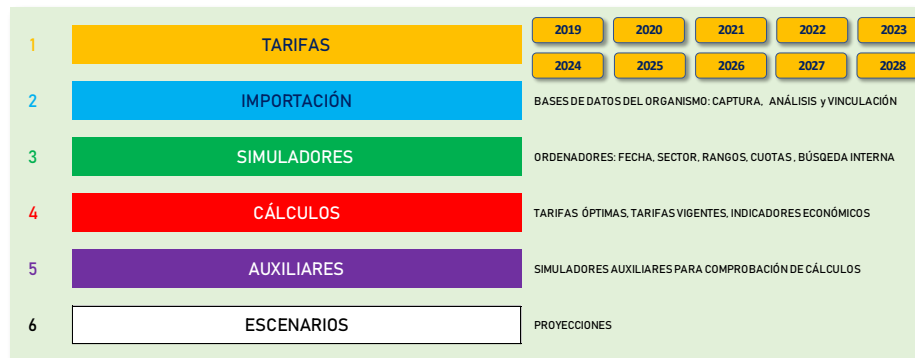 1 TARIFAS 2019 2020 2021 2022 2023
2024 2025 2026 2027 2028
2 IMPORTACIÓN BASES DE DATOS DEL ORGANISMO: CAPTURA, ANÁLISIS y VINCULACIÓN
3 SIMULADORES ORDENADORES: FECHA, SECTOR, RANGOS, CUOTAS , BÚSQEDA INTERNA
4 CÁLCULOS TARIFAS ÓPTIMAS, TARIFAS VIGENTES, INDICADORES ECONÓMICOS
5 AUXILIARES SIMULADORES AUXILIARES PARA COMPROBACIÓN DE CÁLCULOS
6 ESCENARIOS PROYECCIONES